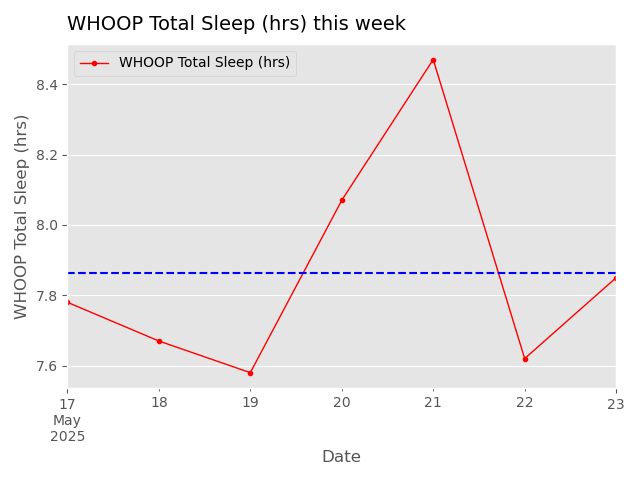 WHOOP Total Sleep (hrs) this week
WHOOP Total Sleep (hrs)
WHOOP Total Sleep (hrs)
8.4
8.2
8.0
7.8
7.6
17 18 19 20 21 22 23
May
2025
Date